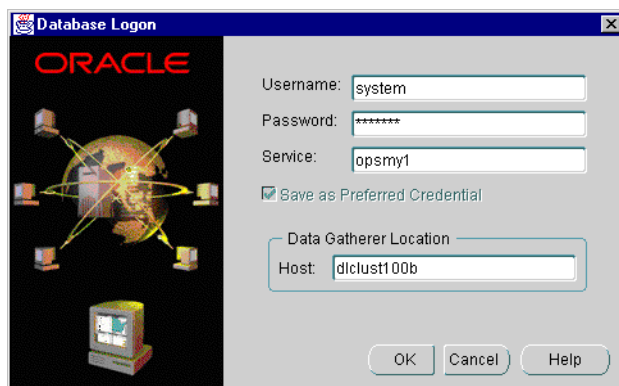 Database Logon
ORACLE
Username: system
Password: *******
Service: opsmy1
Save as Preferred Credential
Data Gatherer Location
Host: dlclust100b
OK Cancel Help